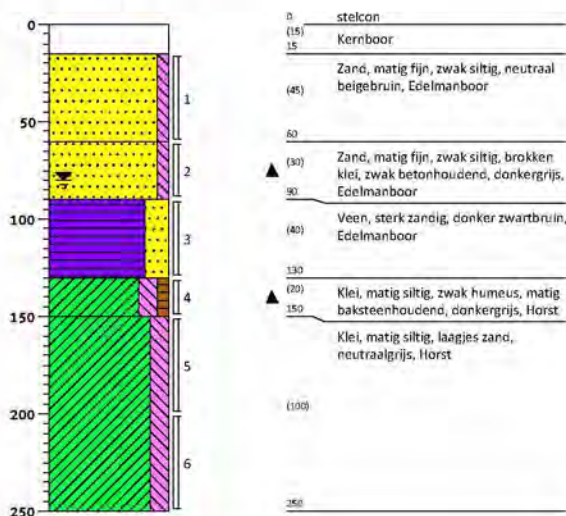 0
50
100
150
200
250
1
2
3
4
5
6
0 stelcon
(15) Kernboor
15
Zand, matig fijn, zwak siltig, neutraal
(45) beigebruin, Edelmanboor
60
(30) Zand, matig fijn, zwak siltig, brokken
klei, zwak betonhoudend, donkergrijs,
90 Edelmanboor
Veen, sterk zandig, donker zwartbruin,
(40) Edelmanboor
130
(20) Klei, matig siltig, zwak humeus, matig
150 baksteenhoudend, donkergrijs, Horst
Klei, matig siltig, laagjes zand,
neutraalgrijs, Horst
(100)
250